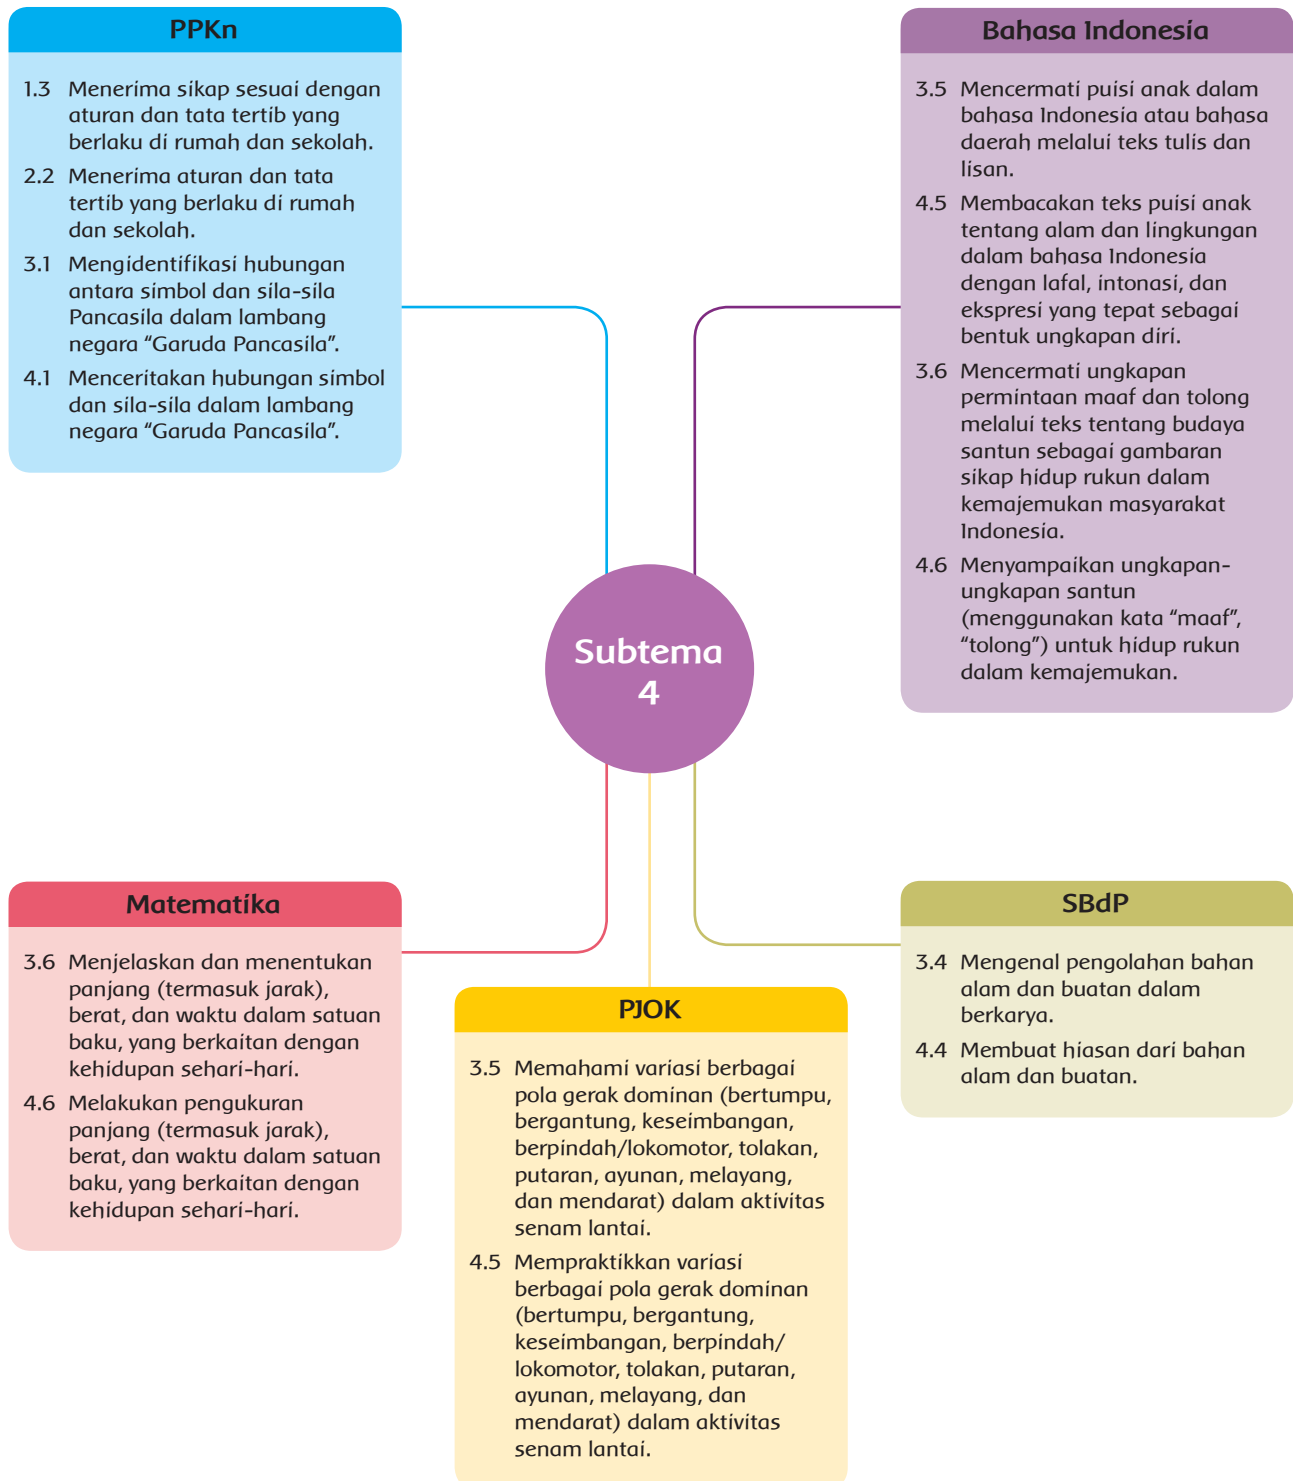 PPKn
1.3 Menerima sikap sesuai dengan
aturan dan tata tertib yang
berlaku di rumah dan sekolah.
2.2 Menerima aturan dan tata
tertib yang berlaku di rumah
dan sekolah.
3.1 Mengidentifikasi hubungan
antara simbol dan sila-sila
Pancasila dalam lambang
negara “Garuda Pancasila”.
4.1 Menceritakan hubungan simbol
dan sila-sila dalam lambang
negara “Garuda Pancasila”.
Bahasa Indonesia
3.5 Mencermati puisi anak dalam
bahasa Indonesia atau bahasa
daerah melalui teks tulis dan
lisan.
4.5 Membacakan teks puisi anak
tentang alam dan lingkungan
dalam bahasa Indonesia
dengan lafal, intonasi, dan
ekspresi yang tepat sebagai
bentuk ungkapan diri.
3.6 Mencermati ungkapan
permintaan maaf dan tolong
melalui teks tentang budaya
santun sebagai gambaran
sikap hidup rukun dalam
kemajemukan masyarakat
Indonesia.
4.6 Menyampaikan ungkapan-
ungkapan santun
(menggunakan kata “maaf”,
“tolong”) untuk hidup rukun
dalam kemajemukan.
Subtema
4
Matematika
3.6 Menjelaskan dan menentukan
panjang (termasuk jarak),
berat, dan waktu dalam satuan
baku, yang berkaitan dengan
kehidupan sehari-hari.
4.6 Melakukan pengukuran
panjang (termasuk jarak),
berat, dan waktu dalam satuan
baku, yang berkaitan dengan
kehidupan sehari-hari.
PJOK
3.5 Memahami variasi berbagai
pola gerak dominan (bertumpu,
bergantung, keseimbangan,
berpindah/lokomotor, tolakan,
putaran, ayunan, melayang,
dan mendarat) dalam aktivitas
senam lantai.
4.5 Mempraktikkan variasi
berbagai pola gerak dominan
(bertumpu, bergantung,
keseimbangan, berpindah/
lokomotor, tolakan, putaran,
ayunan, melayang, dan
mendarat) dalam aktivitas
senam lantai.
SBdP
3.4 Mengenal pengolahan bahan
alam dan buatan dalam
berkarya.
4.4 Membuat hiasan dari bahan
alam dan buatan.